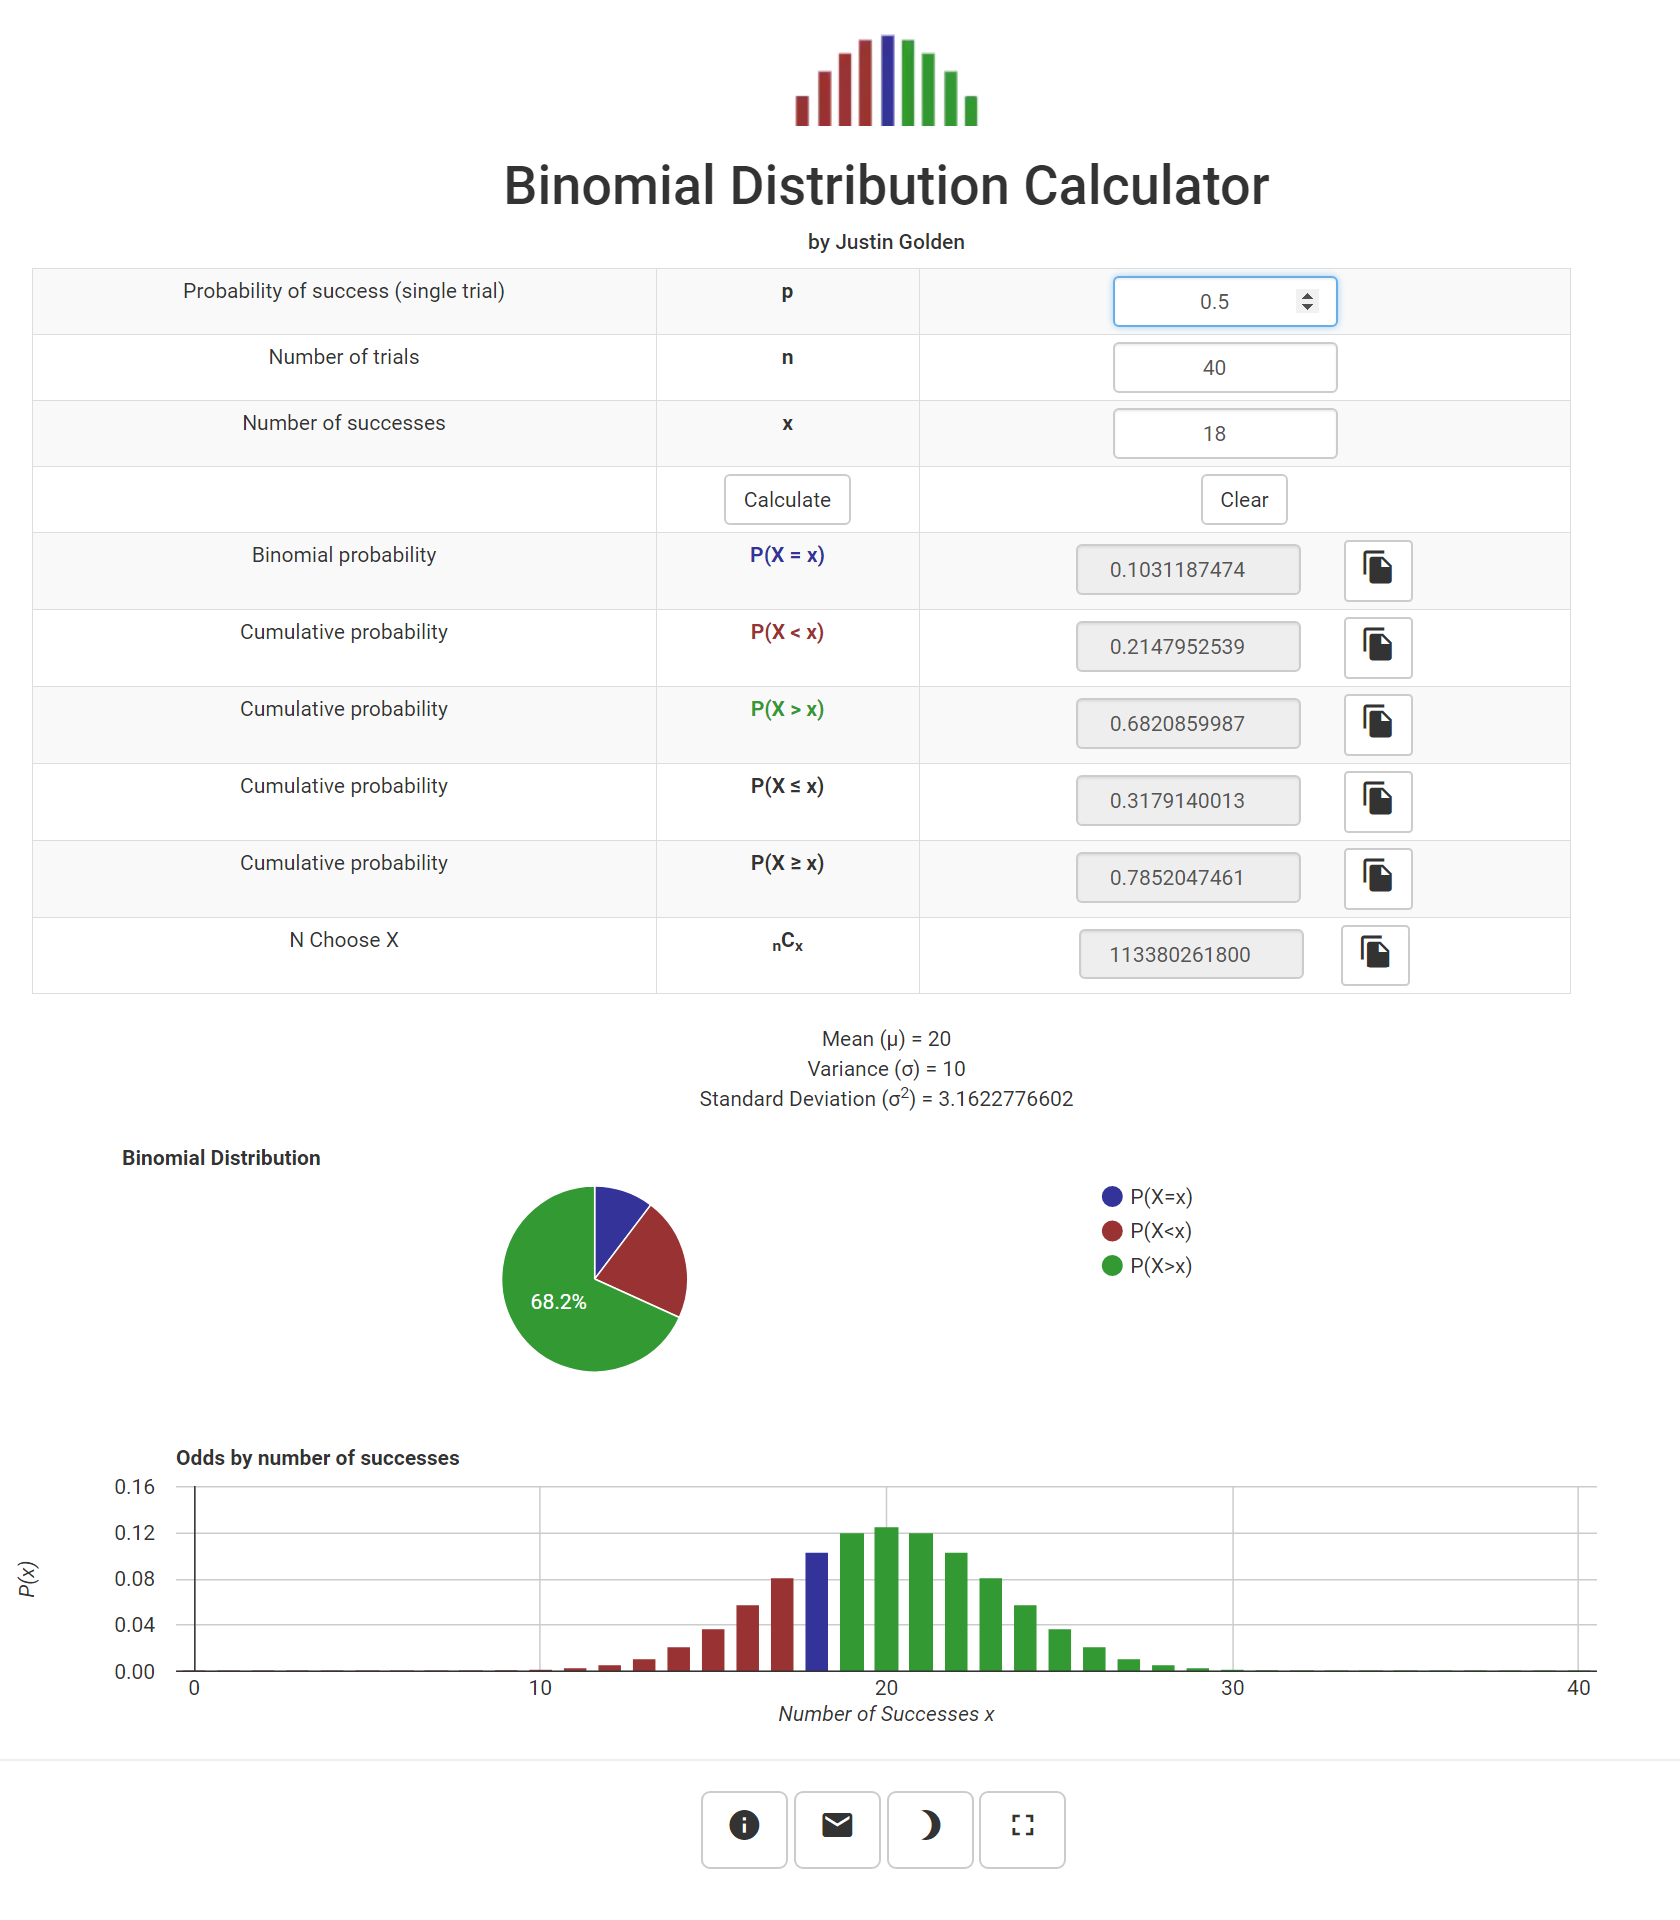 Binomial Distribution Calculator
by Justin Golden
Probability of success (single trial) p 0.5
Number of trials n 40
Number of successes x 18
Calculate Clear
Binomial probability P(X = x) 0.1031187474
Cumulative probability P(X < x) 0.2147952539
Cumulative probability P(X > x) 0.6820859987
Cumulative probability P(X ≤ x) 0.3179140013
Cumulative probability P(X ≥ x) 0.7852047461
N Choose X nCx 113380261800
Mean (μ) = 20
Variance (σ) = 10
Standard Deviation (σ²) = 3.1622776602
Binomial Distribution
P(X=x)
P(X<x)
P(X>x)
68.2%
Odds by number of successes
0.16
0.12
0.08
0.04
0.00
P(x)
0 10 20 30 40
Number of Successes x